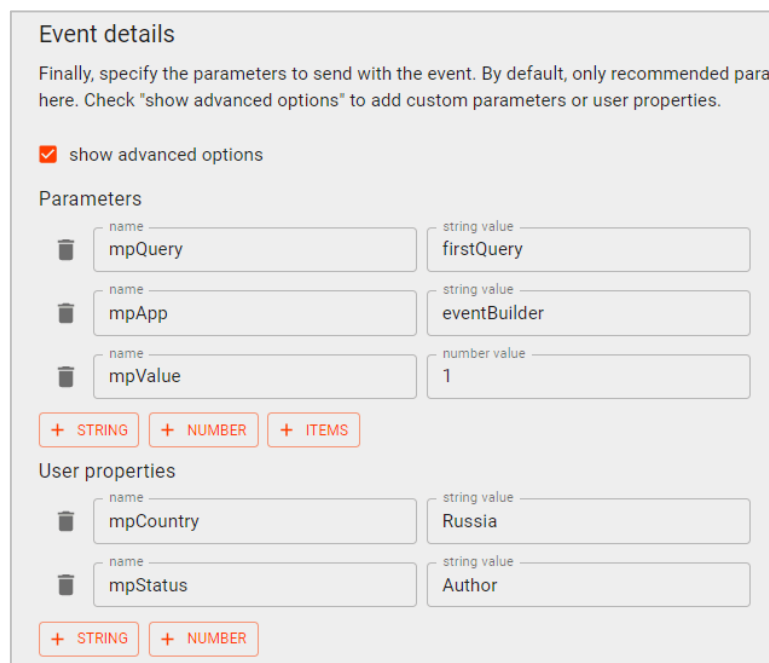 Event details
Finally, specify the parameters to send with the event. By default, only recommended para
here. Check "show advanced options" to add custom parameters or user properties.
show advanced options
Parameters
name string value
mpQuery firstQuery
name string value
mpApp eventBuilder
name number value
mpValue 1
+ STRING + NUMBER + ITEMS
User properties
name string value
mpCountry Russia
name string value
mpStatus Author
+ STRING + NUMBER